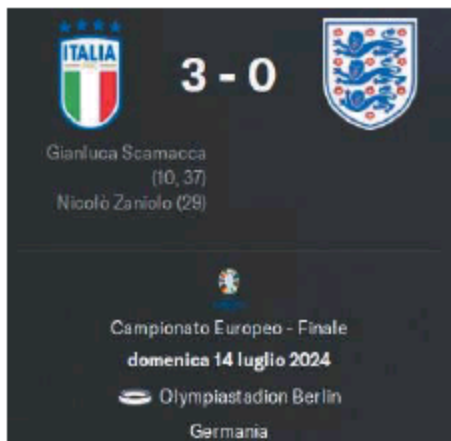 ITALIA
3 - 0
Gianluca Scamacca
(10, 37)
Nicolò Zaniolo (29)
Campionato Europeo - Finale
domenica 14 luglio 2024
Olympiastadion Berlin
Germania